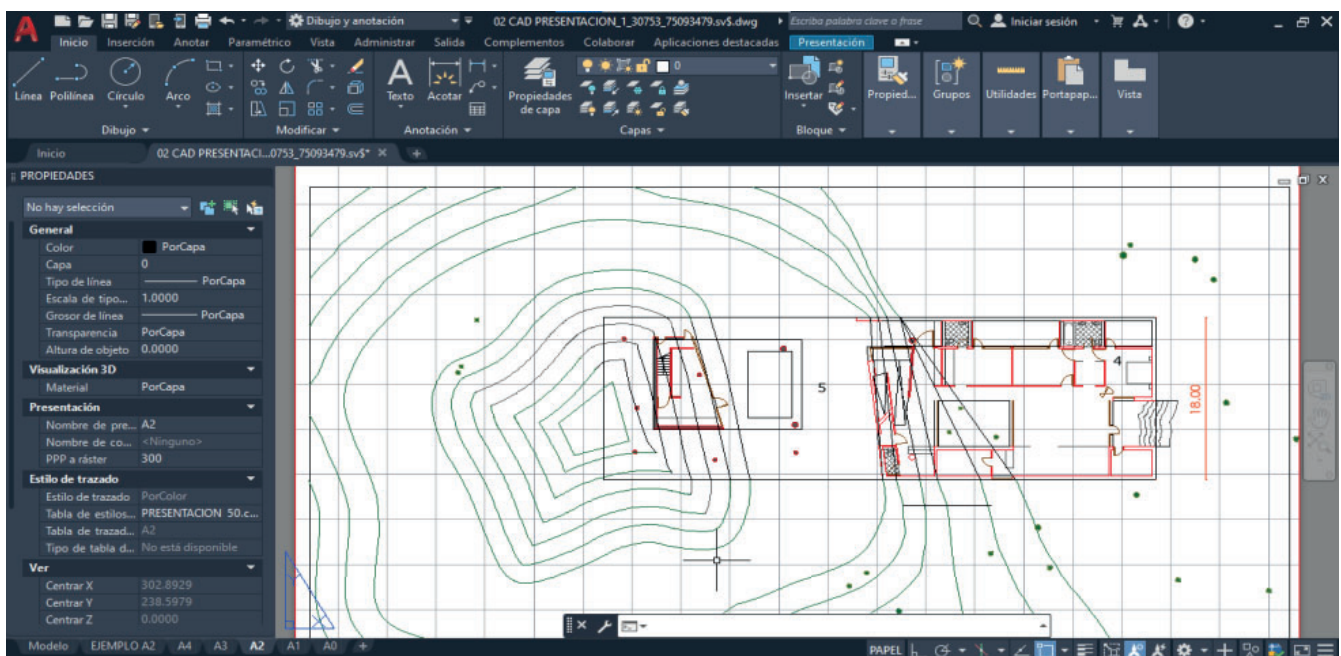 Dibujo y anotación 02 CAD PRESENTACION_1_30753_75093479.sv$.dwg Escriba palabra clave o frase Iniciar sesión
Inicio Inserción Anotar Paramétrico Vista Administrar Salida Complementos Colaborar Aplicaciones destacadas Presentación
0
Línea Polilínea Círculo Arco Texto Acotar Propiedades de capa Insertar Propied... Grupos Utilidades Portapap... Vista
Dibujo Modificar Anotación Capas Bloque
Inicio 02 CAD PRESENTACI...0753_75093479.sv$*
PROPIEDADES
No hay selección
General
Color PorCapa
Capa 0
Tipo de línea PorCapa
Escala de tipo... 1.0000
Grosor de línea PorCapa
Transparencia PorCapa
Altura de objeto 0.0000
Visualización 3D
Material PorCapa
Presentación
Nombre de pre... A2
Nombre de co... <Ninguno>
PPP a ráster 300
Estilo de trazado
Estilo de trazado PorColor
Tabla de estilos... PRESENTACION 50.c...
Tabla de trazad... A2
Tipo de tabla d... No está disponible
Ver
Centrar X 302.8929
Centrar Y 238.5979
Centrar Z 0.0000
4
5
18.00
Modelo EJEMPLO A2 A4 A3 A2 A1 A0 +
PAPEL